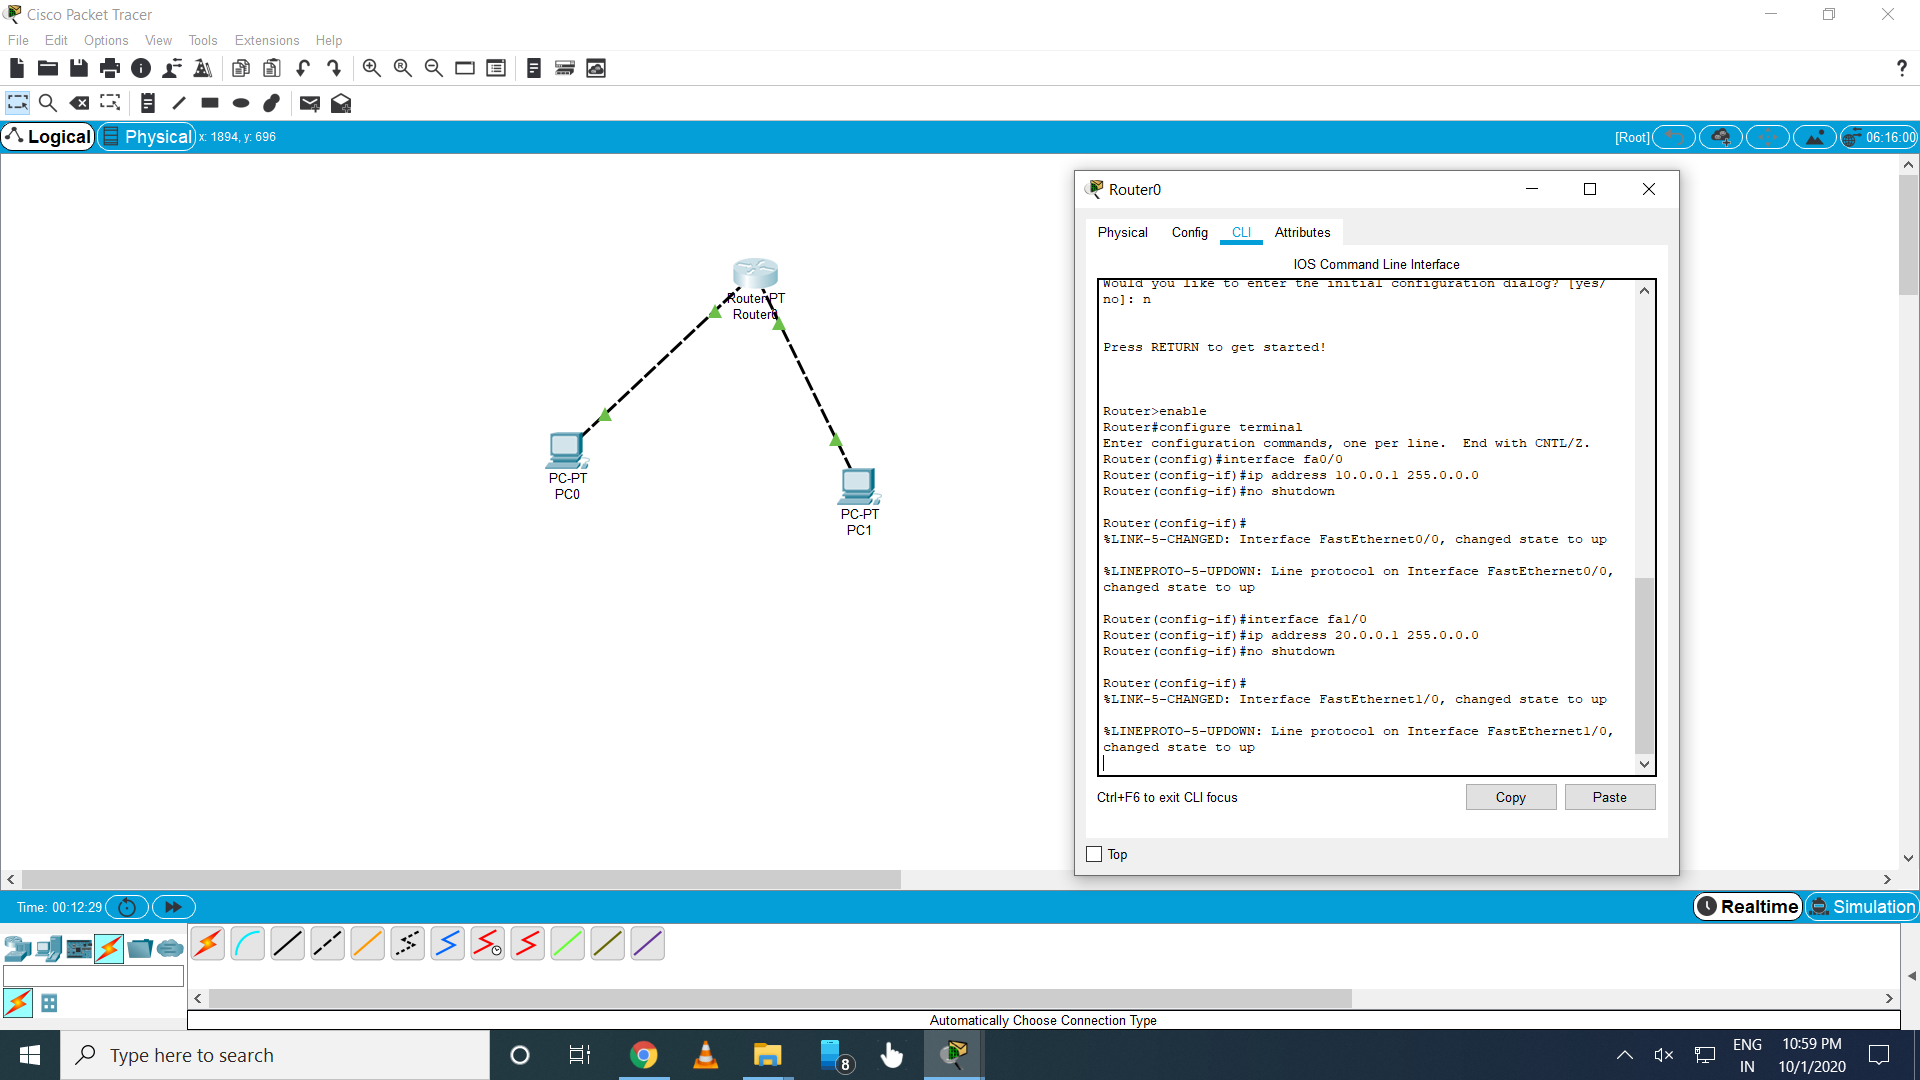 Cisco Packet Tracer
File Edit Options View Tools Extensions Help
?
Logical Physical x: 1894, y: 696 [Root] 06:16:00
Router-PT
Router0
PC-PT
PC0
PC-PT
PC1
Router0
Physical Config CLI Attributes
IOS Command Line Interface
Would you like to enter the initial configuration dialog? [yes/
no]: n
Press RETURN to get started!
Router>enable
Router#configure terminal
Enter configuration commands, one per line.  End with CNTL/Z.
Router(config)#interface fa0/0
Router(config-if)#ip address 10.0.0.1 255.0.0.0
Router(config-if)#no shutdown
Router(config-if)#
%LINK-5-CHANGED: Interface FastEthernet0/0, changed state to up
%LINEPROTO-5-UPDOWN: Line protocol on Interface FastEthernet0/0,
changed state to up
Router(config-if)#interface fa1/0
Router(config-if)#ip address 20.0.0.1 255.0.0.0
Router(config-if)#no shutdown
Router(config-if)#
%LINK-5-CHANGED: Interface FastEthernet1/0, changed state to up
%LINEPROTO-5-UPDOWN: Line protocol on Interface FastEthernet1/0,
changed state to up
Ctrl+F6 to exit CLI focus Copy Paste
Top
Time: 00:12:29 Realtime Simulation
Automatically Choose Connection Type
Type here to search
8
ENG
IN
10:59 PM
10/1/2020